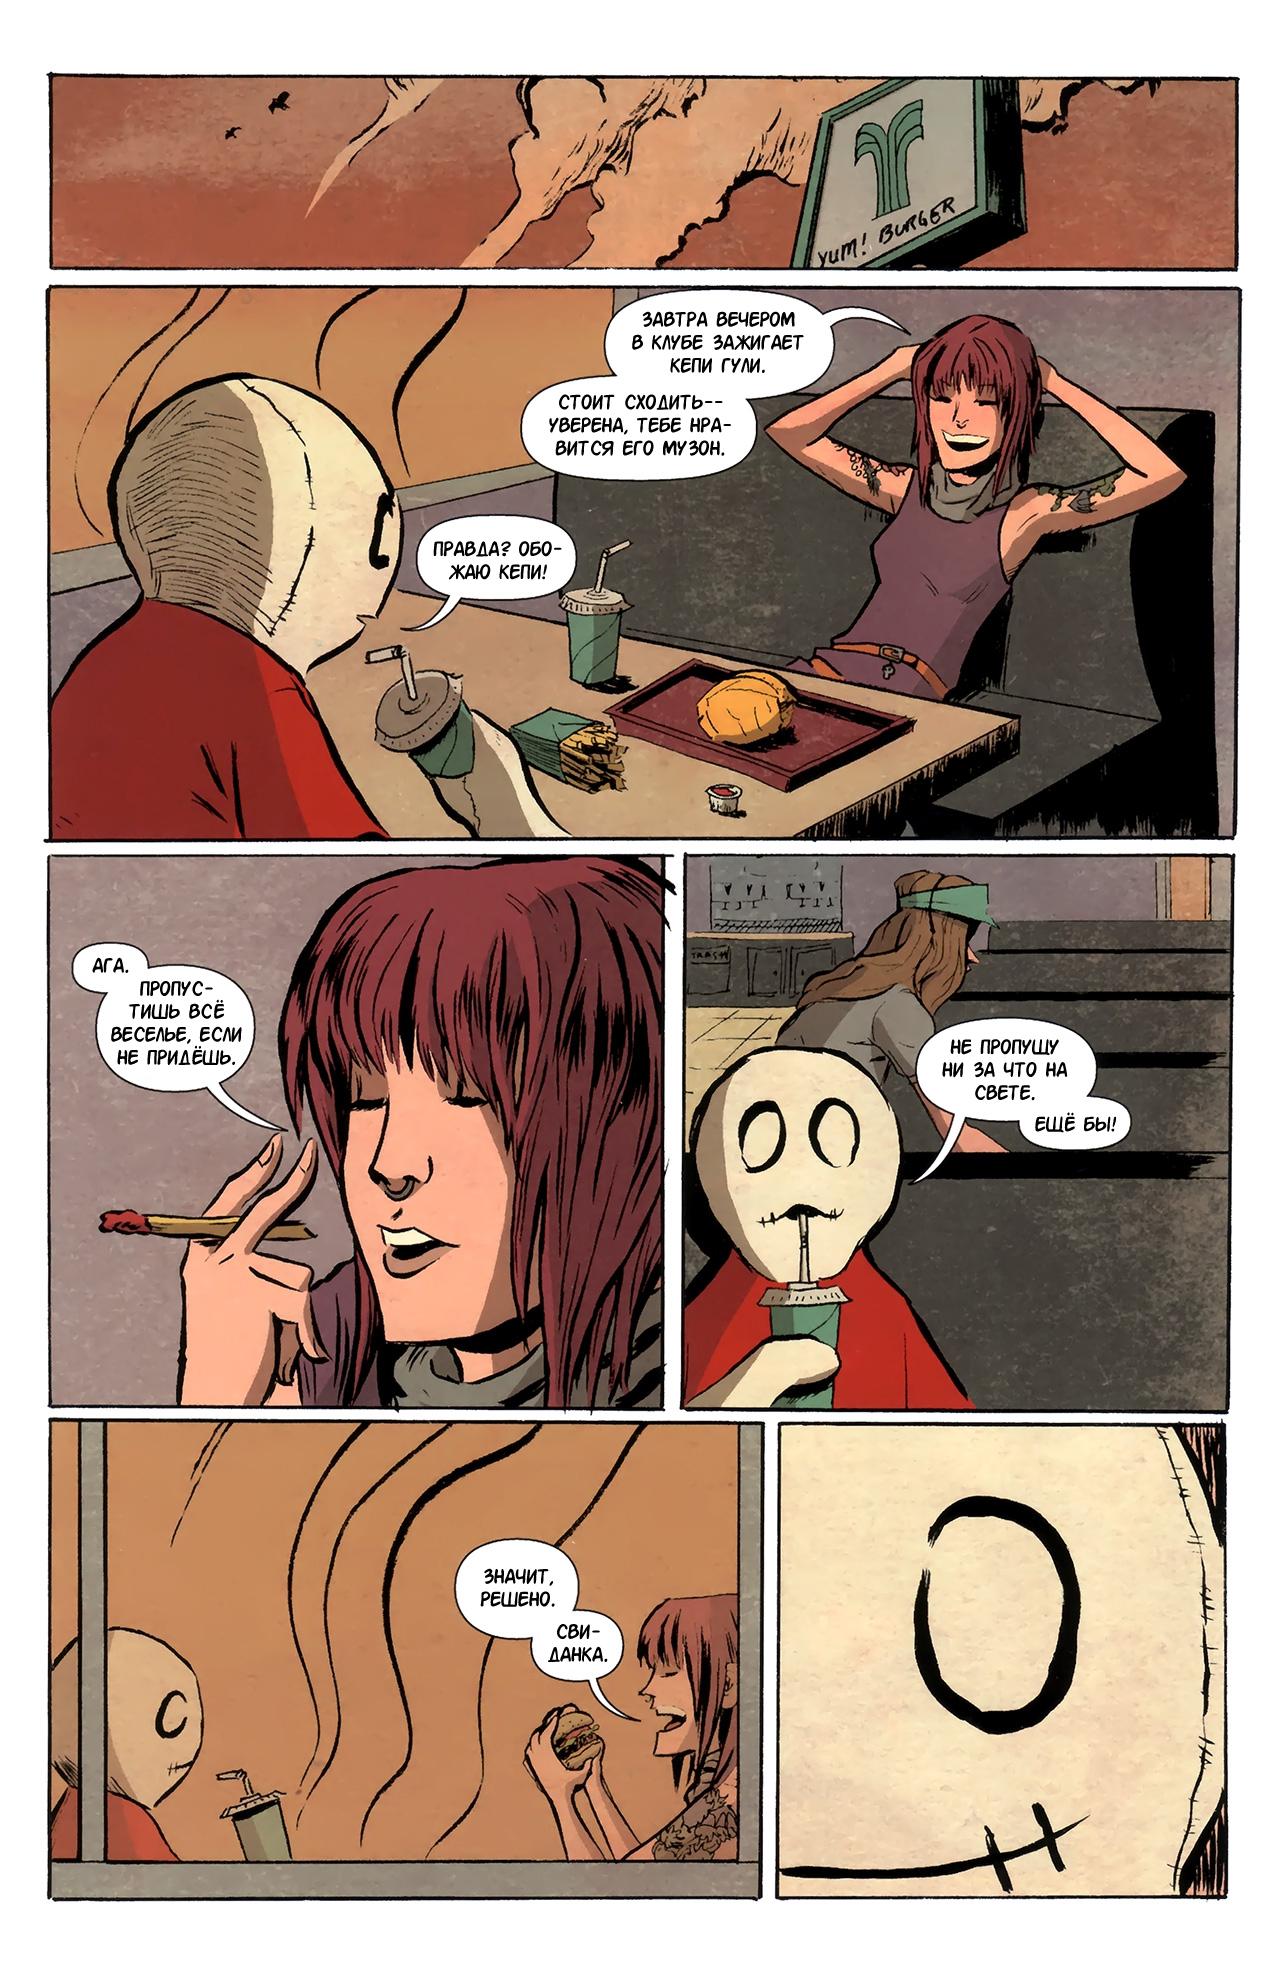 YUM! BURGER
ЗАВТРА ВЕЧЕРОМ
В КЛУБЕ ЗАЖИГАЕТ
КЕПИ ГУЛИ.
СТОИТ СХОДИТЬ--
УВЕРЕНА, ТЕБЕ НРА-
ВИТСЯ ЕГО МУЗОН.
ПРАВДА? ОБО-
ЖАЮ КЕПИ!
АГА.
ПРОПУС-
ТИШЬ ВСЁ
ВЕСЕЛЬЕ, ЕСЛИ
НЕ ПРИДЁШЬ.
TRASH
НЕ ПРОПУЩУ
НИ ЗА ЧТО НА
СВЕТЕ.
ЕЩЁ БЫ!
ЗНАЧИТ,
РЕШЕНО.
СВИ-
ДАНКА.